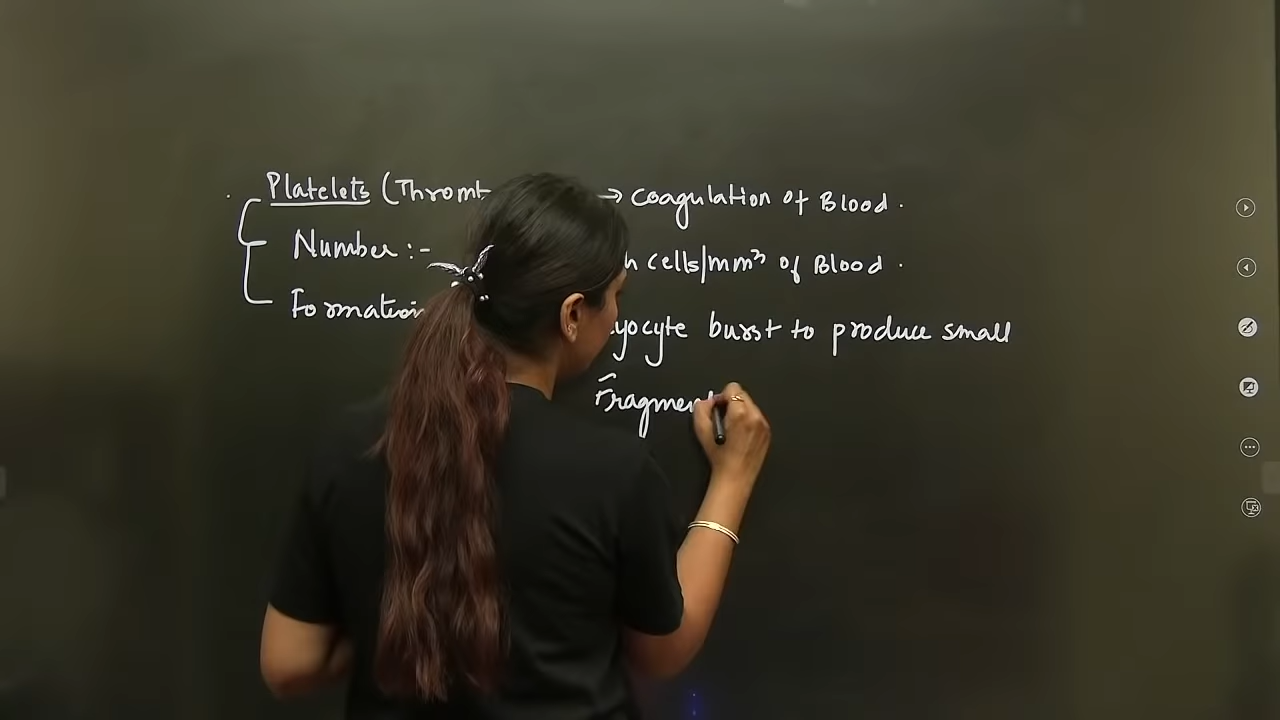 Platelets (Thromb → coagulation of Blood.
Number :- h cells/mm³ of Blood.
Formation yocyte burst to produce small
Fragment